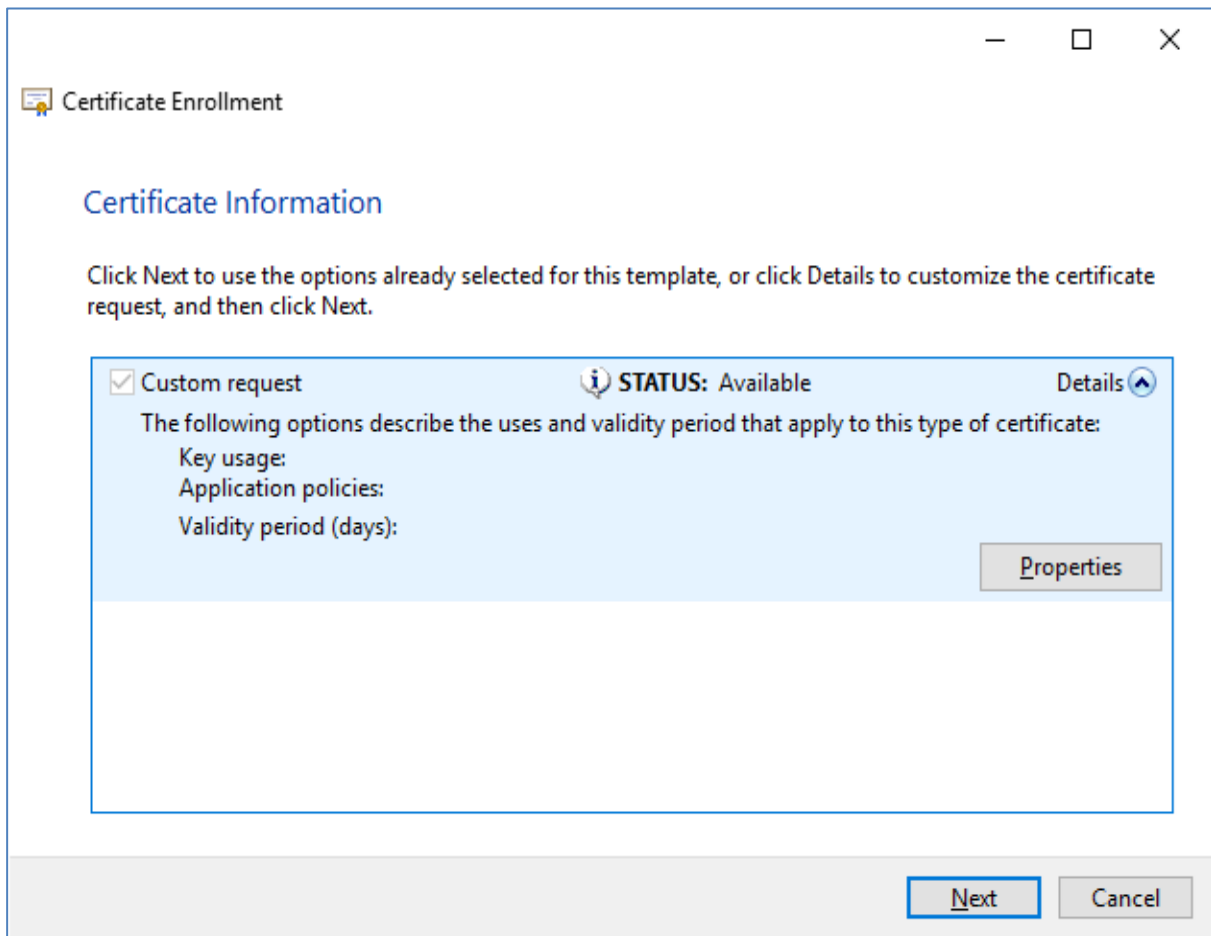 Certificate Enrollment
Certificate Information
Click Next to use the options already selected for this template, or click Details to customize the certificate
request, and then click Next.
Custom request STATUS: Available Details
The following options describe the uses and validity period that apply to this type of certificate:
Key usage:
Application policies:
Validity period (days):
Properties
Next Cancel